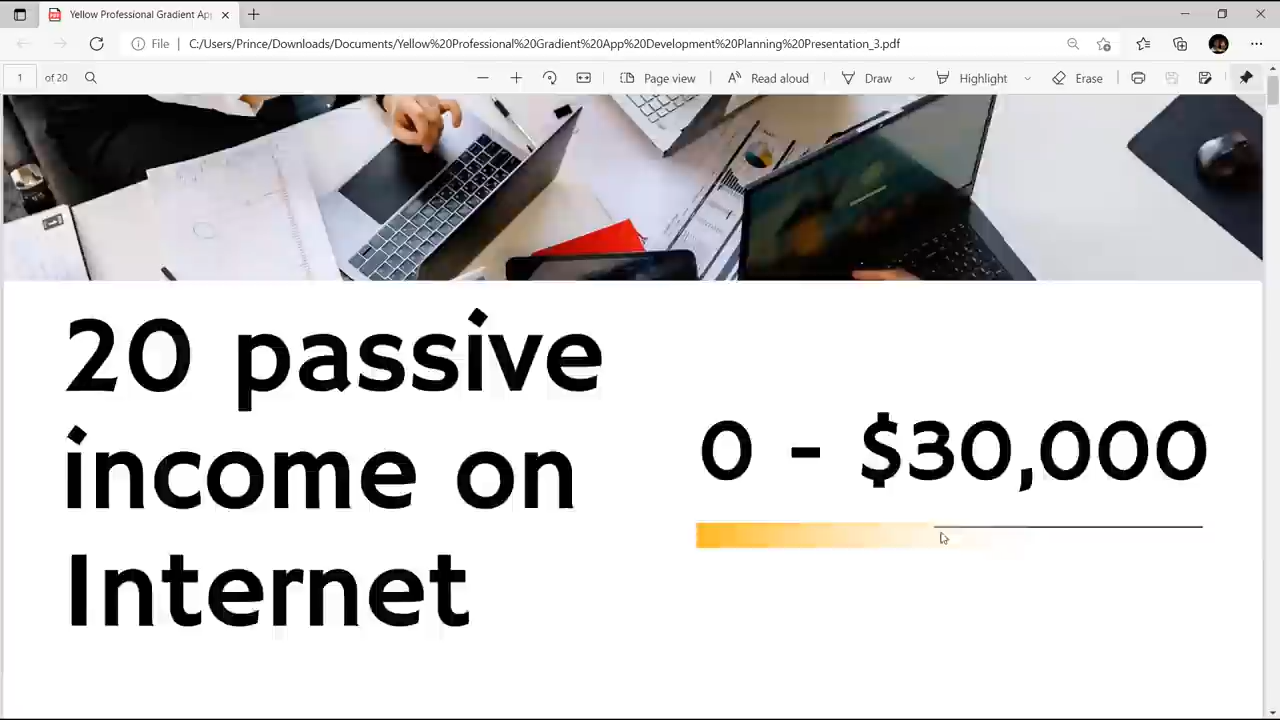 Yellow Professional Gradient Ap
File
C:/Users/Prince/Downloads/Documents/Yellow%20Professional%20Gradient%20App%20Development%20Planning%20Presentation_3.pdf
1 of 20
Page view
Read aloud
Draw
Highlight
Erase
20 passive
income on
Internet
0 - $30,000